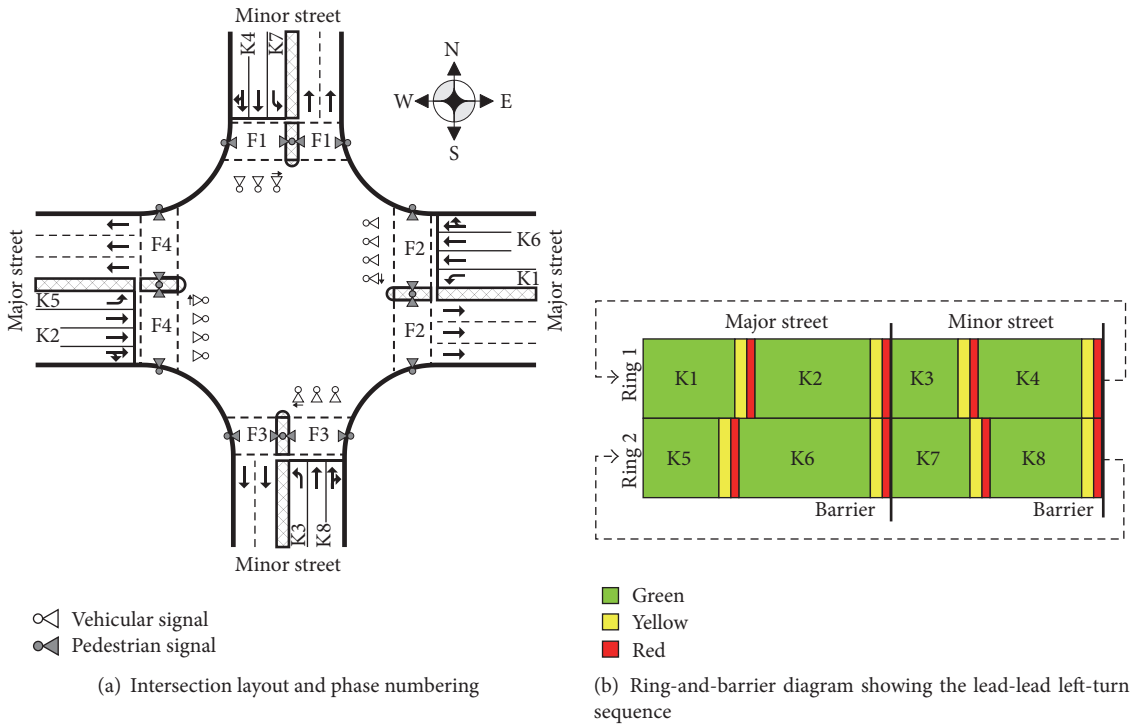 Minor street
K4
K7
N
W
E
S
F1
F1
Major street
F4
F2
K6
K1
K5
K2
F4
F2
Major street
F3
F3
K3
K8
Minor street
Vehicular signal
Pedestrian signal
(a) Intersection layout and phase numbering
Major street
Minor street
Ring 1
K1
K2
K3
K4
Ring 2
K5
K6
K7
K8
Barrier
Barrier
Green
Yellow
Red
(b) Ring-and-barrier diagram showing the lead-lead left-turn
sequence